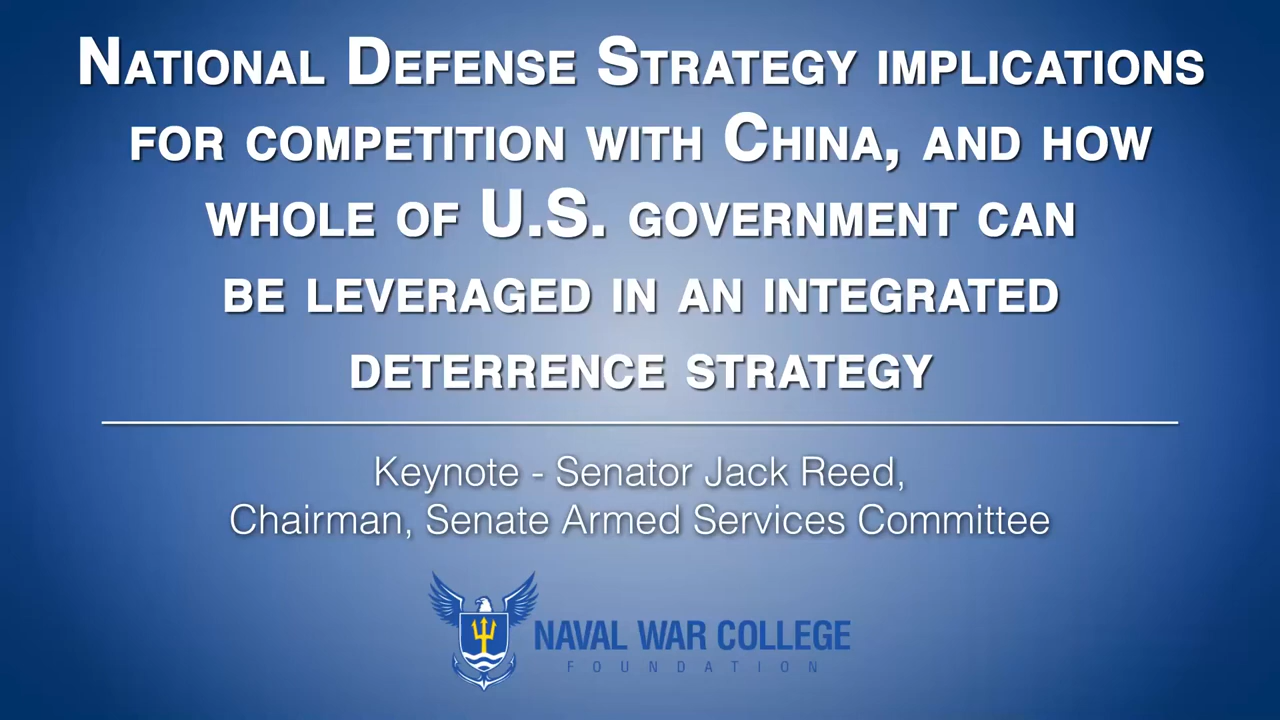 National Defense Strategy implications
for competition with China, and how
whole of U.S. government can
be leveraged in an integrated
deterrence strategy
Keynote - Senator Jack Reed,
Chairman, Senate Armed Services Committee
NAVAL WAR COLLEGE
FOUNDATION